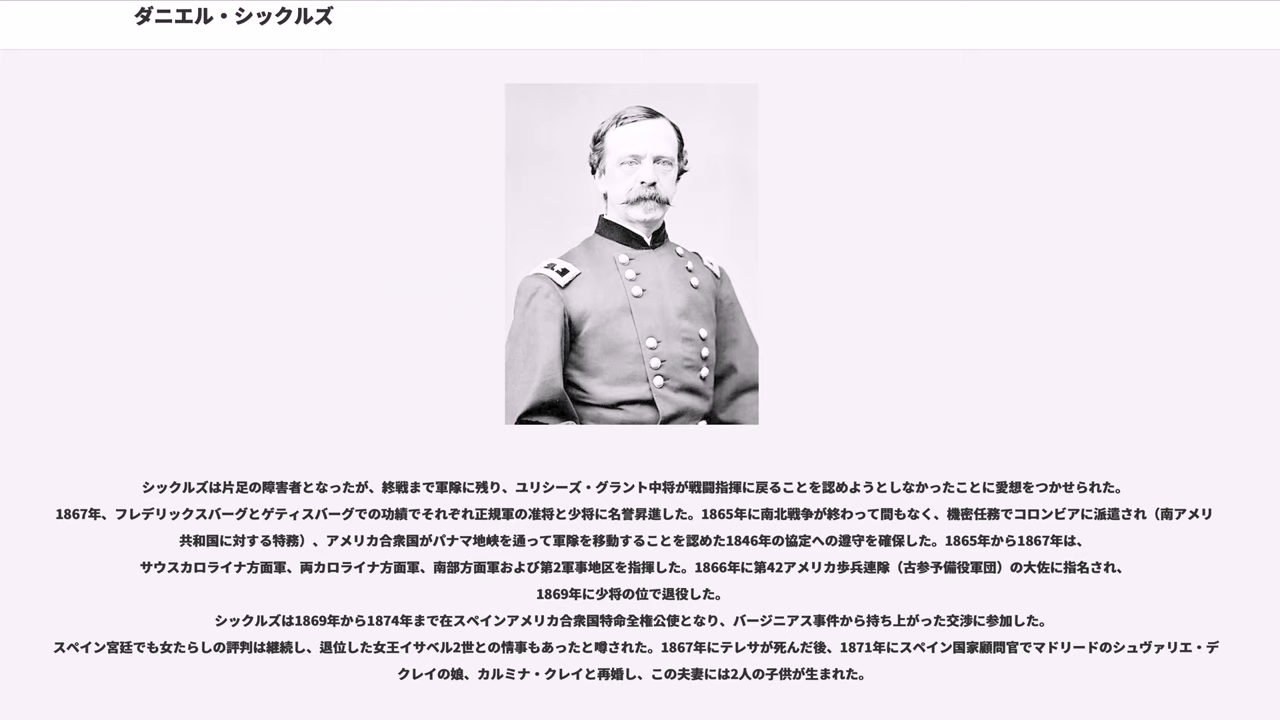 ダニエル・シックルズ
シックルズは片足の障害者となったが、終戦まで軍隊に残り、ユリシーズ・グラント中将が戦闘指揮に戻ることを認めようとしなかったことに愛想をつかせられた。
1867年、フレデリックスバーグとゲティスバーグでの功績でそれぞれ正規軍の准将と少将に名誉昇進した。1865年に南北戦争が終わって間もなく、機密任務でコロンビアに派遣され（南アメリ
共和国に対する特務）、アメリカ合衆国がパナマ地峡を通って軍隊を移動することを認めた1846年の協定への遵守を確保した。1865年から1867年は、
サウスカロライナ方面軍、両カロライナ方面軍、南部方面軍および第2軍事地区を指揮した。1866年に第42アメリカ歩兵連隊（古参予備役軍団）の大佐に指名され、
1869年に少将の位で退役した。
シックルズは1869年から1874年まで在スペインアメリカ合衆国特命全権公使となり、バージニアス事件から持ち上がった交渉に参加した。
スペイン宮廷でも女たらしの評判は継続し、退位した女王イサベル2世との情事もあったと噂された。1867年にテレサが死んだ後、1871年にスペイン国家顧問官でマドリードのシュヴァリエ・デ
クレイの娘、カルミナ・クレイと再婚し、この夫妻には2人の子供が生まれた。